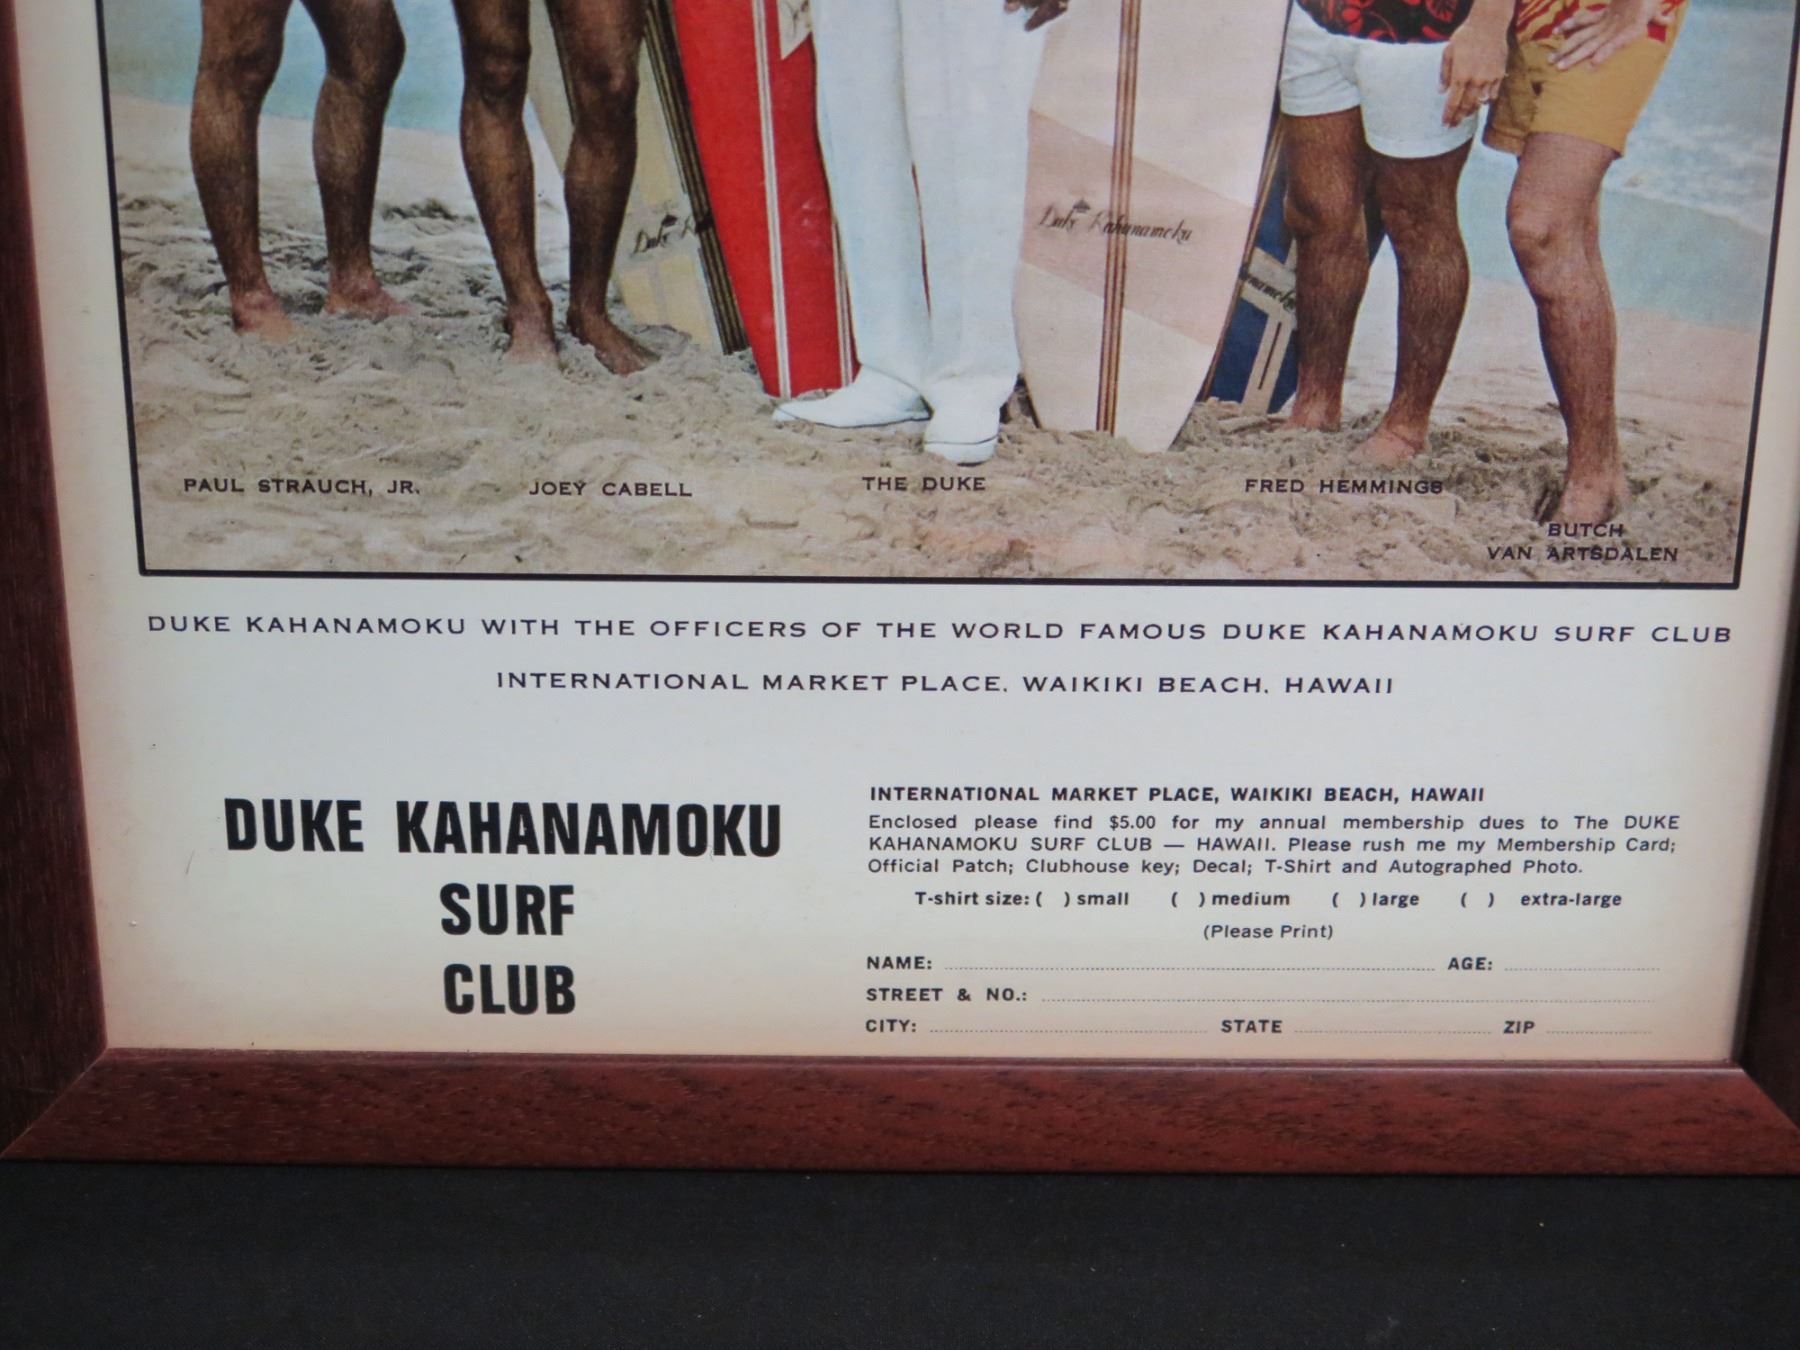 Duke
Duke Kahanamoku
PAUL STRAUCH, JR.
JOEY CABELL
THE DUKE
FRED HEMMINGS
BUTCH
VAN ARTSDALEN
DUKE KAHANAMOKU WITH THE OFFICERS OF THE WORLD FAMOUS DUKE KAHANAMOKU SURF CLUB
INTERNATIONAL MARKET PLACE, WAIKIKI BEACH, HAWAII
DUKE KAHANAMOKU
SURF
CLUB
INTERNATIONAL MARKET PLACE, WAIKIKI BEACH, HAWAII
Enclosed please find $5.00 for my annual membership dues to The DUKE
KAHANAMOKU SURF CLUB — HAWAII. Please rush me my Membership Card;
Official Patch; Clubhouse key; Decal; T-Shirt and Autographed Photo.
T-shirt size: ( ) small ( ) medium ( ) large ( ) extra-large
(Please Print)
NAME: AGE:
STREET & NO.:
CITY: STATE ZIP